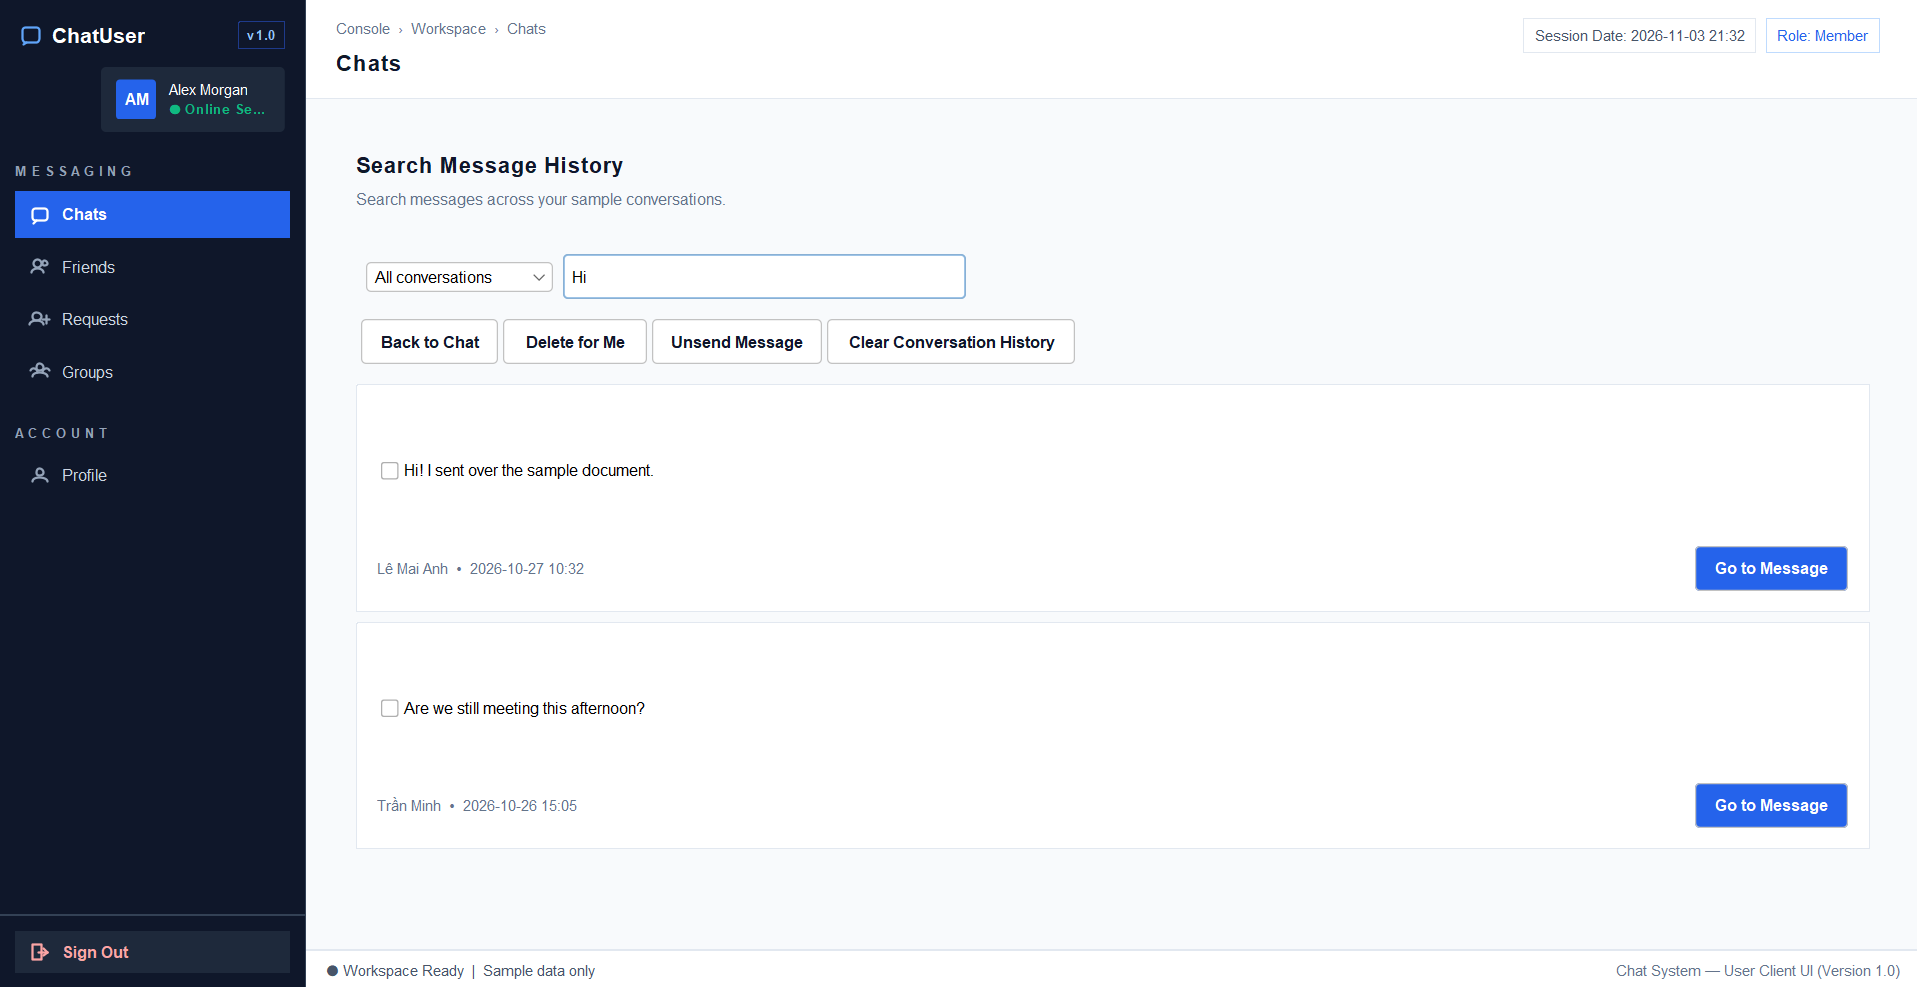 ChatUser
v1.0
AM
Alex Morgan
Online Se...
MESSAGING
Chats
Friends
Requests
Groups
ACCOUNT
Profile
Sign Out
Console › Workspace › Chats
Chats
Session Date: 2026-11-03 21:32
Role: Member
Search Message History
Search messages across your sample conversations.
All conversations
Hi
Back to Chat
Delete for Me
Unsend Message
Clear Conversation History
Hi! I sent over the sample document.
Lê Mai Anh • 2026-10-27 10:32
Go to Message
Are we still meeting this afternoon?
Trần Minh • 2026-10-26 15:05
Go to Message
Workspace Ready | Sample data only
Chat System — User Client UI (Version 1.0)